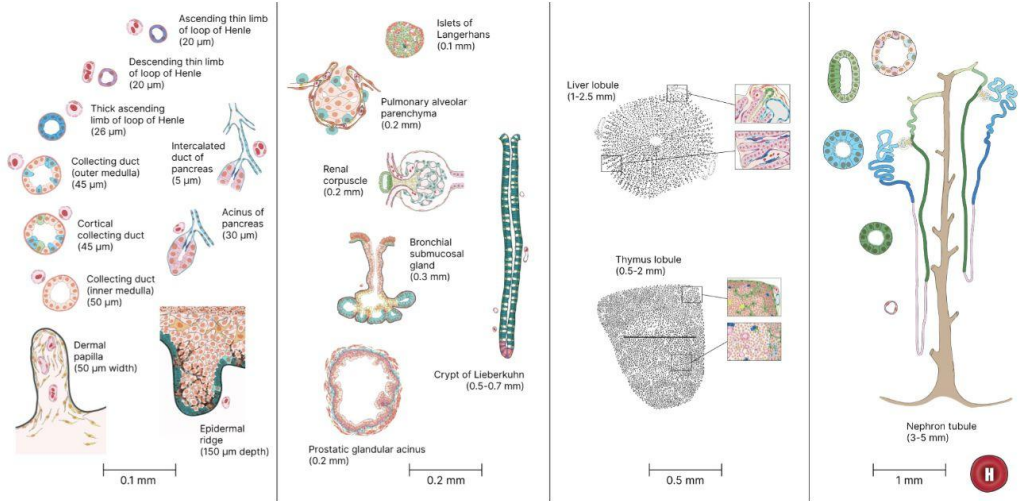 Ascending thin limb
of loop of Henle
(20 µm)
Descending thin limb
of loop of Henle
(20 µm)
Thick ascending
limb of loop of Henle
(26 µm)
Collecting duct
(outer medulla)
(45 µm)
Intercalated duct of
pancreas
(5 µm)
Cortical
collecting duct
(45 µm)
Acinus of
pancreas
(30 µm)
Collecting duct
(inner medulla)
(50 µm)
Dermal
papilla
(50 µm width)
Epidermal
ridge
(150 µm depth)
0.1 mm
Islets of
Langerhans
(0.1 mm)
Pulmonary alveolar
parenchyma
(0.2 mm)
Renal
corpuscle
(0.2 mm)
Bronchial
submucosal
gland
(0.3 mm)
Crypt of Lieberkuhn
(0.5-0.7 mm)
Prostatic glandular acinus
(0.2 mm)
0.2 mm
Liver lobule
(1-2.5 mm)
Thymus lobule
(0.5-2 mm)
0.5 mm
Nephron tubule
(3-5 mm)
1 mm
H